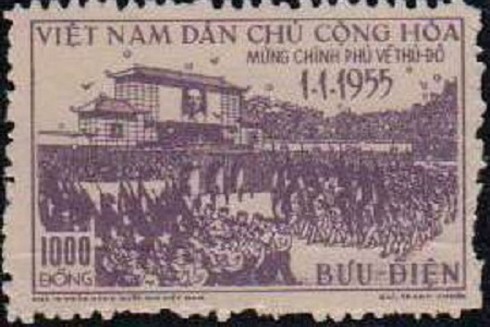 VIỆT NAM DÂN CHỦ CỘNG HÒA
MỪNG CHÍNH PHỦ VỀ THỦ-ĐÔ
1.1.1955
1000
ĐỒNG
BƯU-ĐIỆN